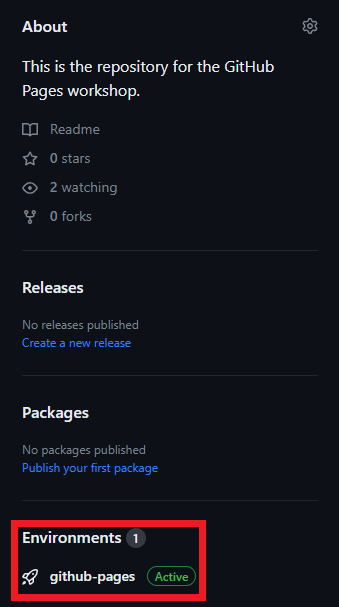 About
This is the repository for the GitHub
Pages workshop.
Readme
0 stars
2 watching
0 forks
Releases
No releases published
Create a new release
Packages
No packages published
Publish your first package
Environments 1
github-pages Active